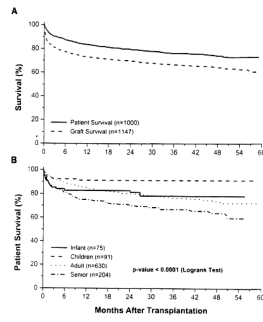 A
100
80
60
40
20
0
Survival (%)
Patient Survival (n=1000)
Graft Survival (n=1147)
0 6 12 18 24 30 36 42 48 54 60
B
100
80
60
40
20
0
Patient Survival (%)
Infant (n=75)
Children (n=91)
Adult (n=630)
Senior (n=204)
p-value < 0.0001 (Logrank Test)
0 6 12 18 24 30 36 42 48 54 60
Months After Transplantation